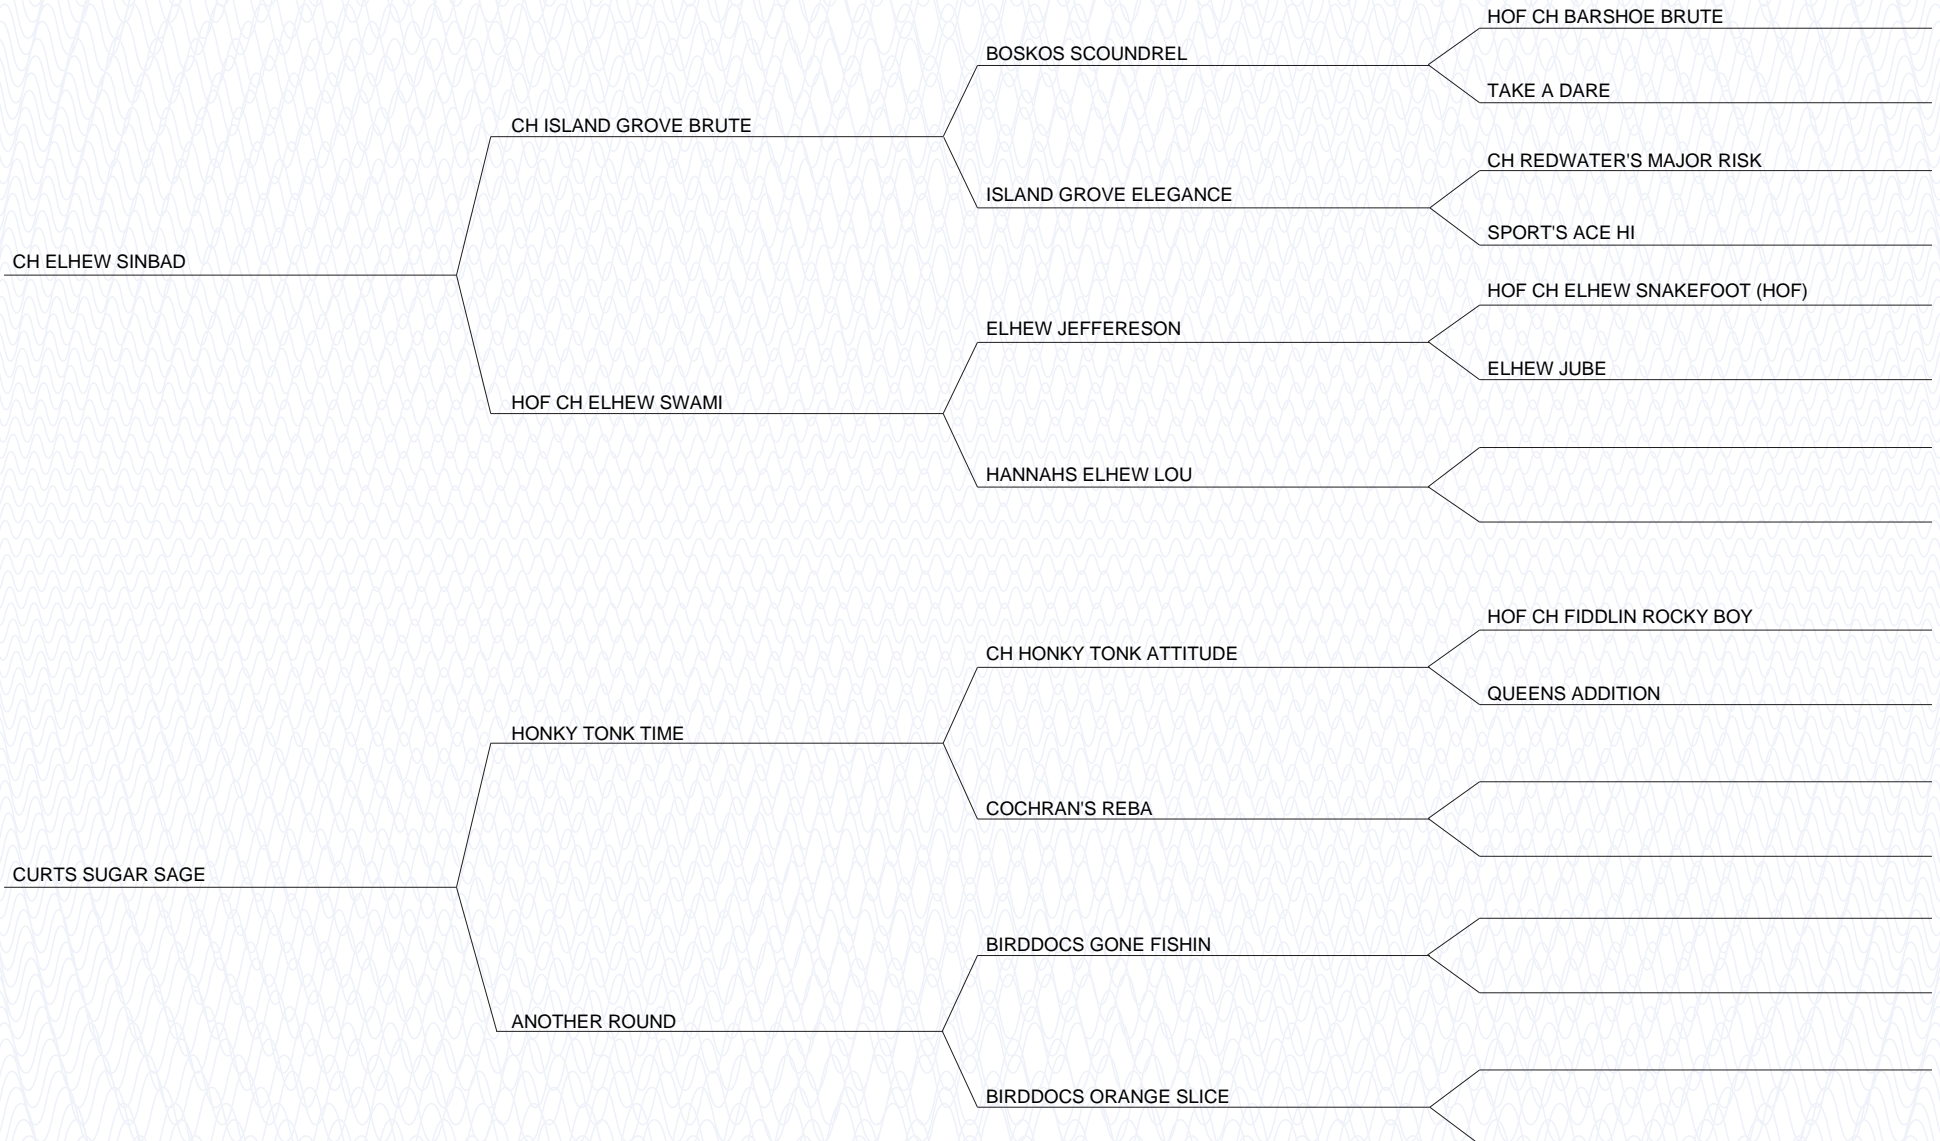 HOF CH BARSHOE BRUTE
BOSKOS SCOUNDREL
TAKE A DARE
CH ISLAND GROVE BRUTE
CH REDWATER'S MAJOR RISK
ISLAND GROVE ELEGANCE
SPORT'S ACE HI
CH ELHEW SINBAD
HOF CH ELHEW SNAKEFOOT (HOF)
ELHEW JEFFERESON
ELHEW JUBE
HOF CH ELHEW SWAMI
HANNAHS ELHEW LOU
HOF CH FIDDLIN ROCKY BOY
CH HONKY TONK ATTITUDE
QUEENS ADDITION
HONKY TONK TIME
COCHRAN'S REBA
CURTS SUGAR SAGE
BIRDDOCS GONE FISHIN
ANOTHER ROUND
BIRDDOCS ORANGE SLICE